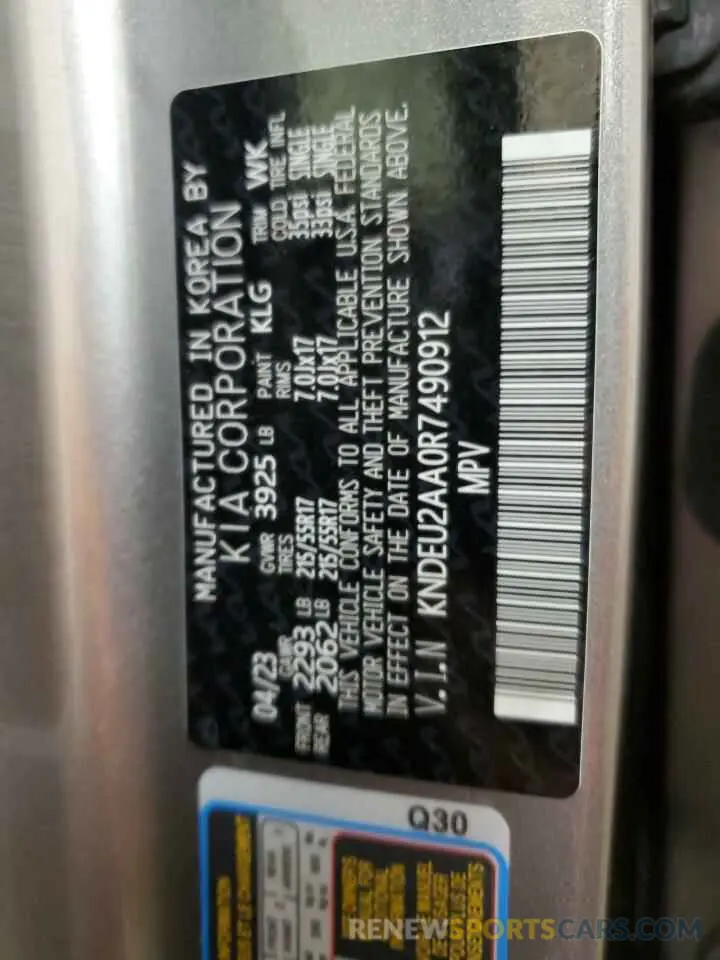 MANUFACTURED IN KOREA BY
KIA CORPORATION
04/23 GVWR 3925 LB PAINT KLG TRIM WK
GAWR TIRES RIMS COLD TIRE INFL
FRONT 2293 LB 215/55R17 7.0Jx17 35psi SINGLE
REAR 2062 LB 215/55R17 7.0Jx17 33psi SINGLE
THIS VEHICLE CONFORMS TO ALL APPLICABLE U.S.A FEDERAL
MOTOR VEHICLE SAFETY AND THEFT PREVENTION STANDARDS
IN EFFECT ON THE DATE OF MANUFACTURE SHOWN ABOVE.
V.I.N KNDEU2AA0R7490912
MPV
Q30
RENEWSPORTSCARS.COM